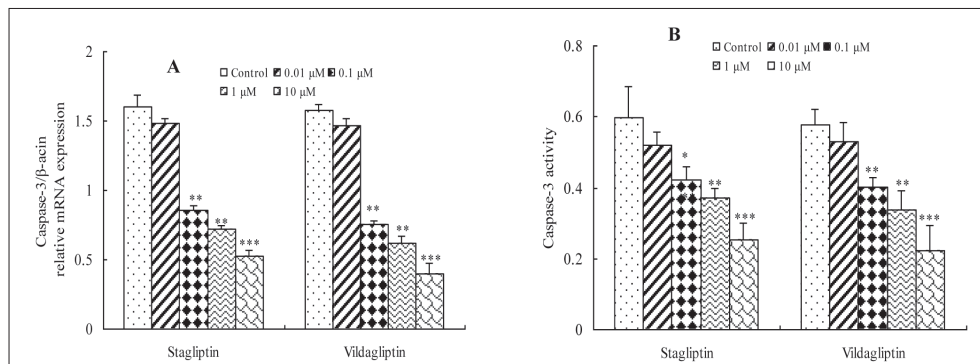 A
Control 0.01 μM 0.1 μM
1 μM 10 μM
Caspase-3/β-acin
relative mRNA expression
2
1.5
1
0.5
0
**
**
***
**
**
***
Stagliptin Vildagliptin
B
Control 0.01 μM 0.1 μM
1 μM 10 μM
Caspase-3 activity
0.8
0.6
0.4
0.2
0
*
**
**
***
**
**
***
Stagliptin Vildagliptin